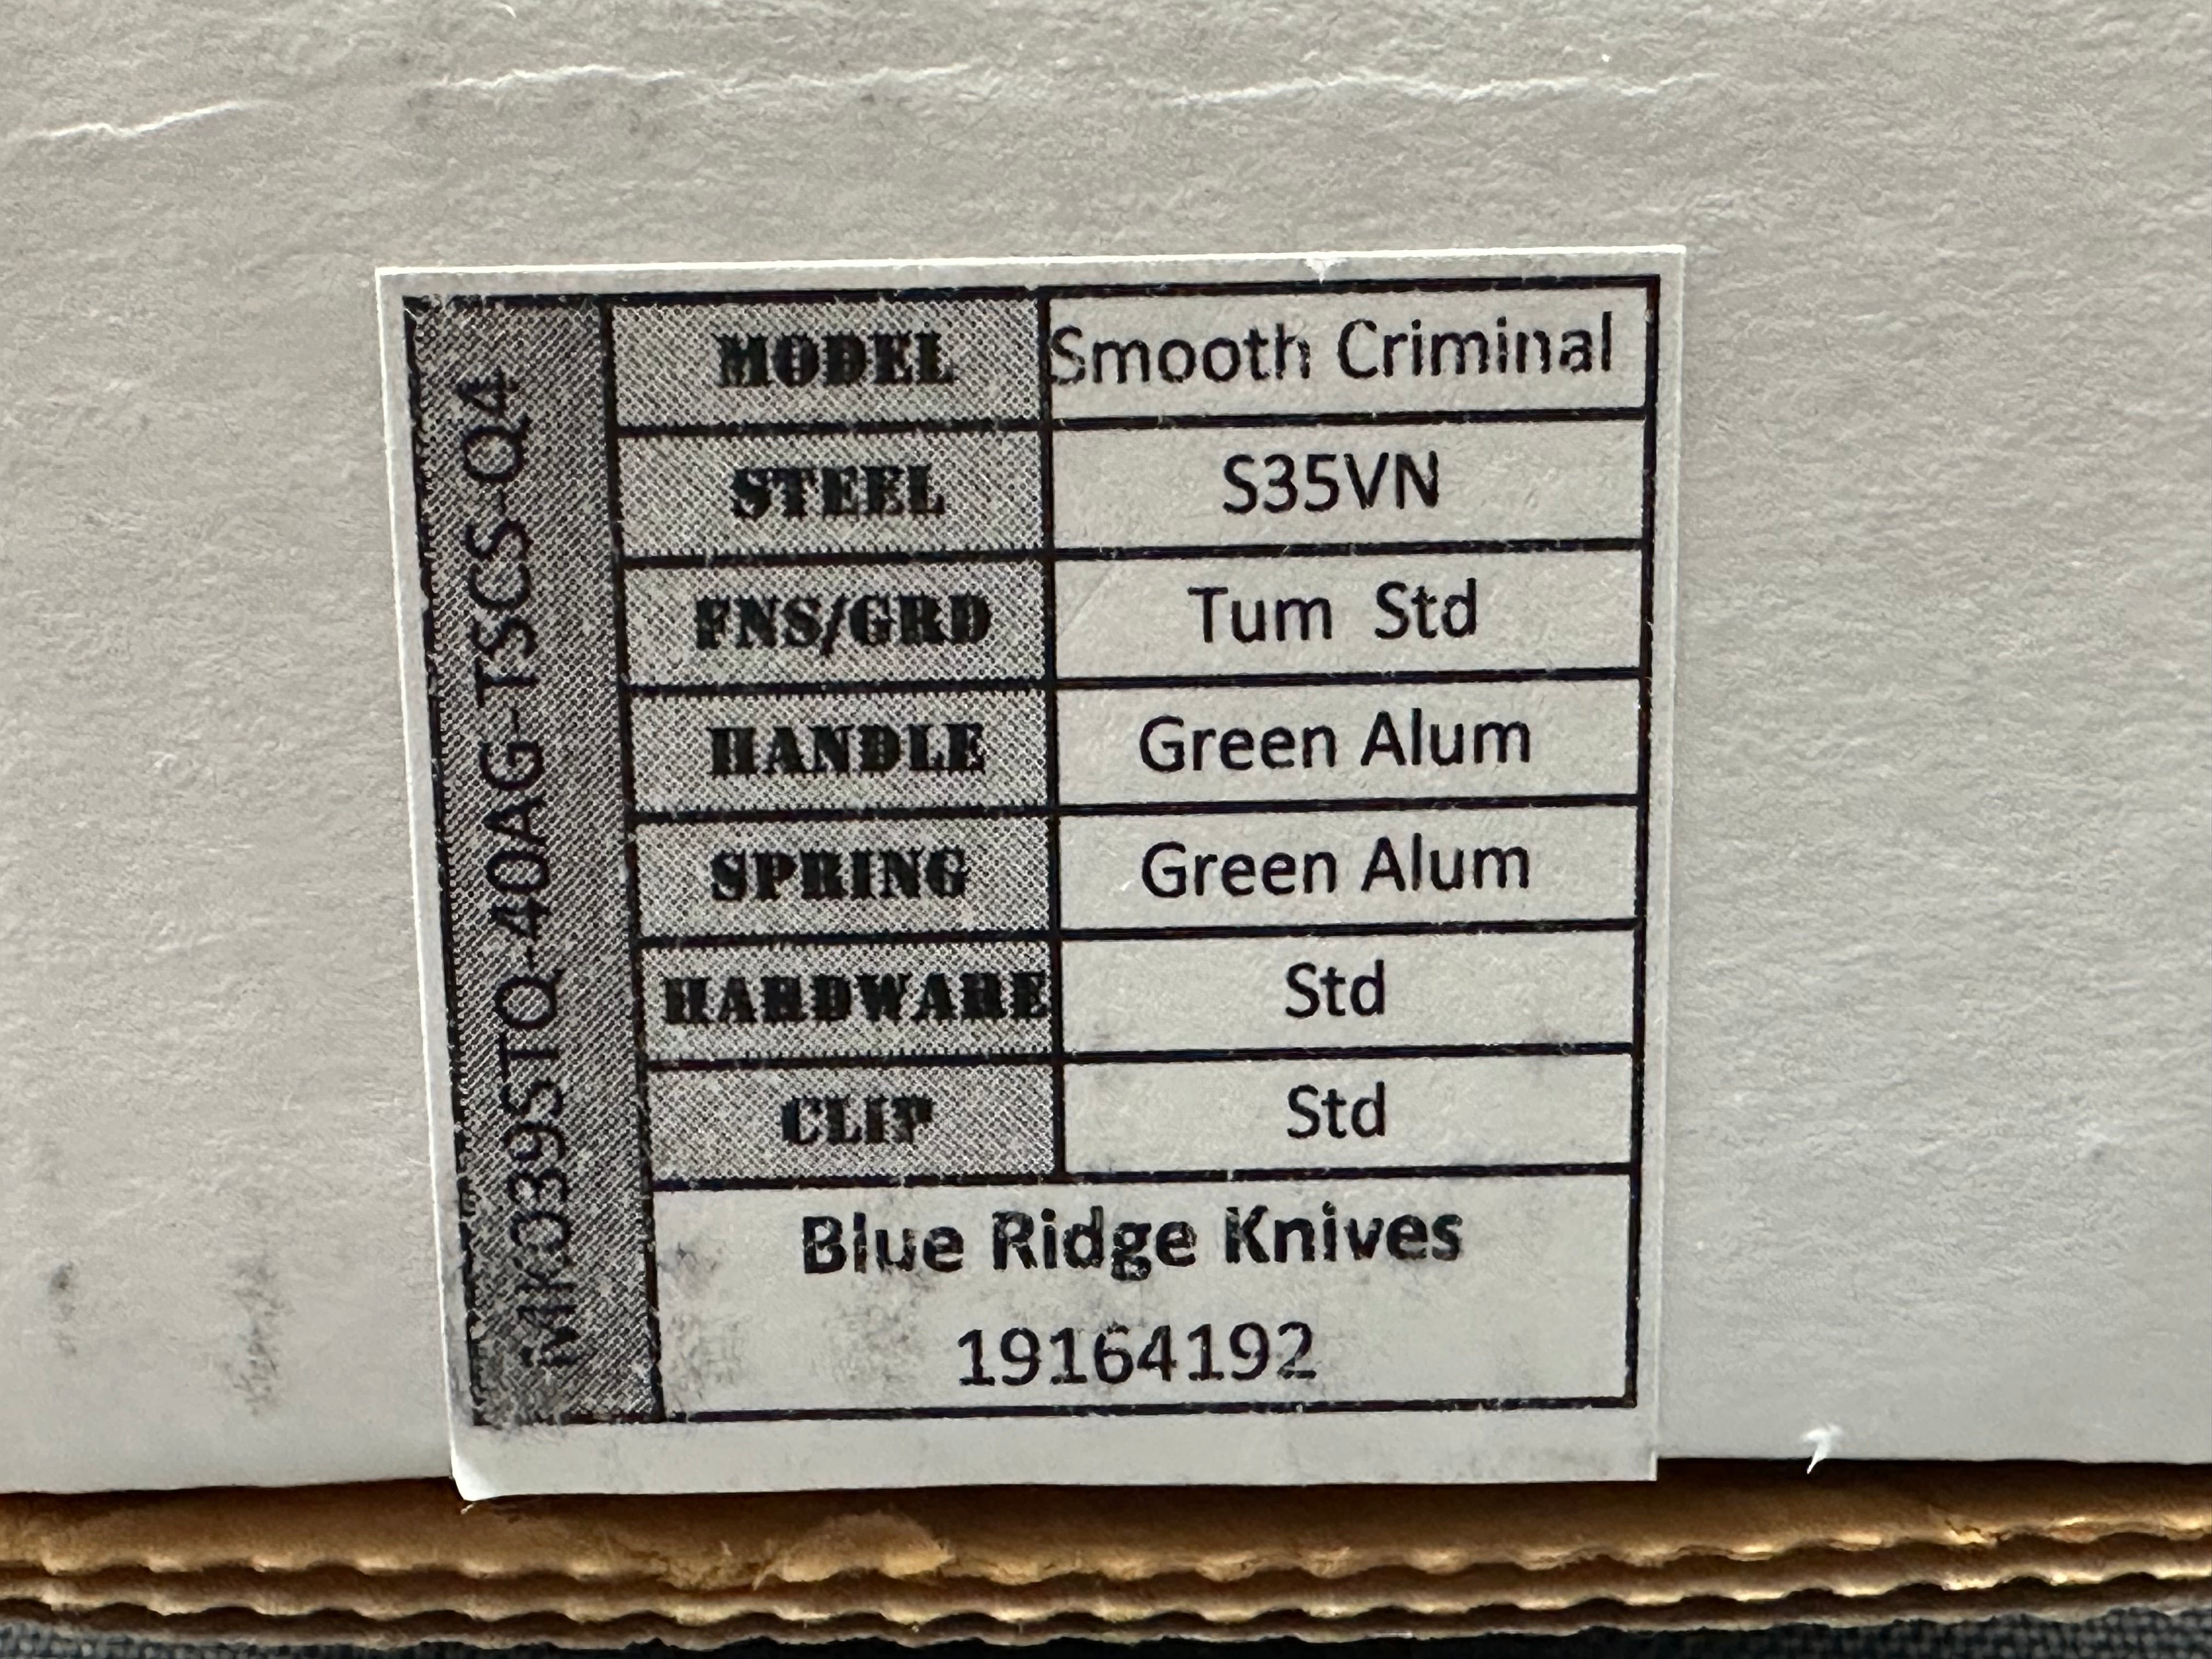 MK039STQ-40AG-TSCS-Q4
MODEL Smooth Criminal
STEEL S35VN
FNS/GRD Tum Std
HANDLE Green Alum
SPRING Green Alum
HARDWARE Std
CLIP Std
Blue Ridge Knives
19164192